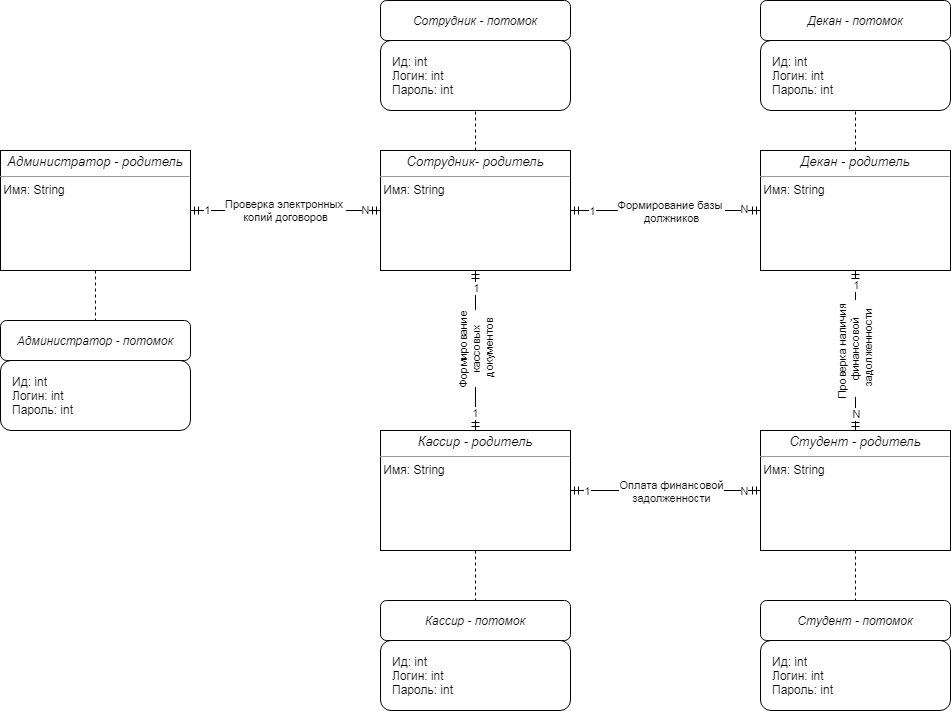 Сотрудник - потомок
Ид: int
Логин: int
Пароль: int
Декан - потомок
Ид: int
Логин: int
Пароль: int
Администратор - родитель
Имя: String
1
Проверка электронных
копий договоров
N
Сотрудник- родитель
Имя: String
1
Формирование базы
должников
N
Декан - родитель
Имя: String
Администратор - потомок
Ид: int
Логин: int
Пароль: int
1
Формирование
кассовых
документов
1
1
Проверка наличия
финансовой
задолженности
N
Кассир - родитель
Имя: String
1
Оплата финансовой
задолженности
N
Студент - родитель
Имя: String
Кассир - потомок
Ид: int
Логин: int
Пароль: int
Студент - потомок
Ид: int
Логин: int
Пароль: int